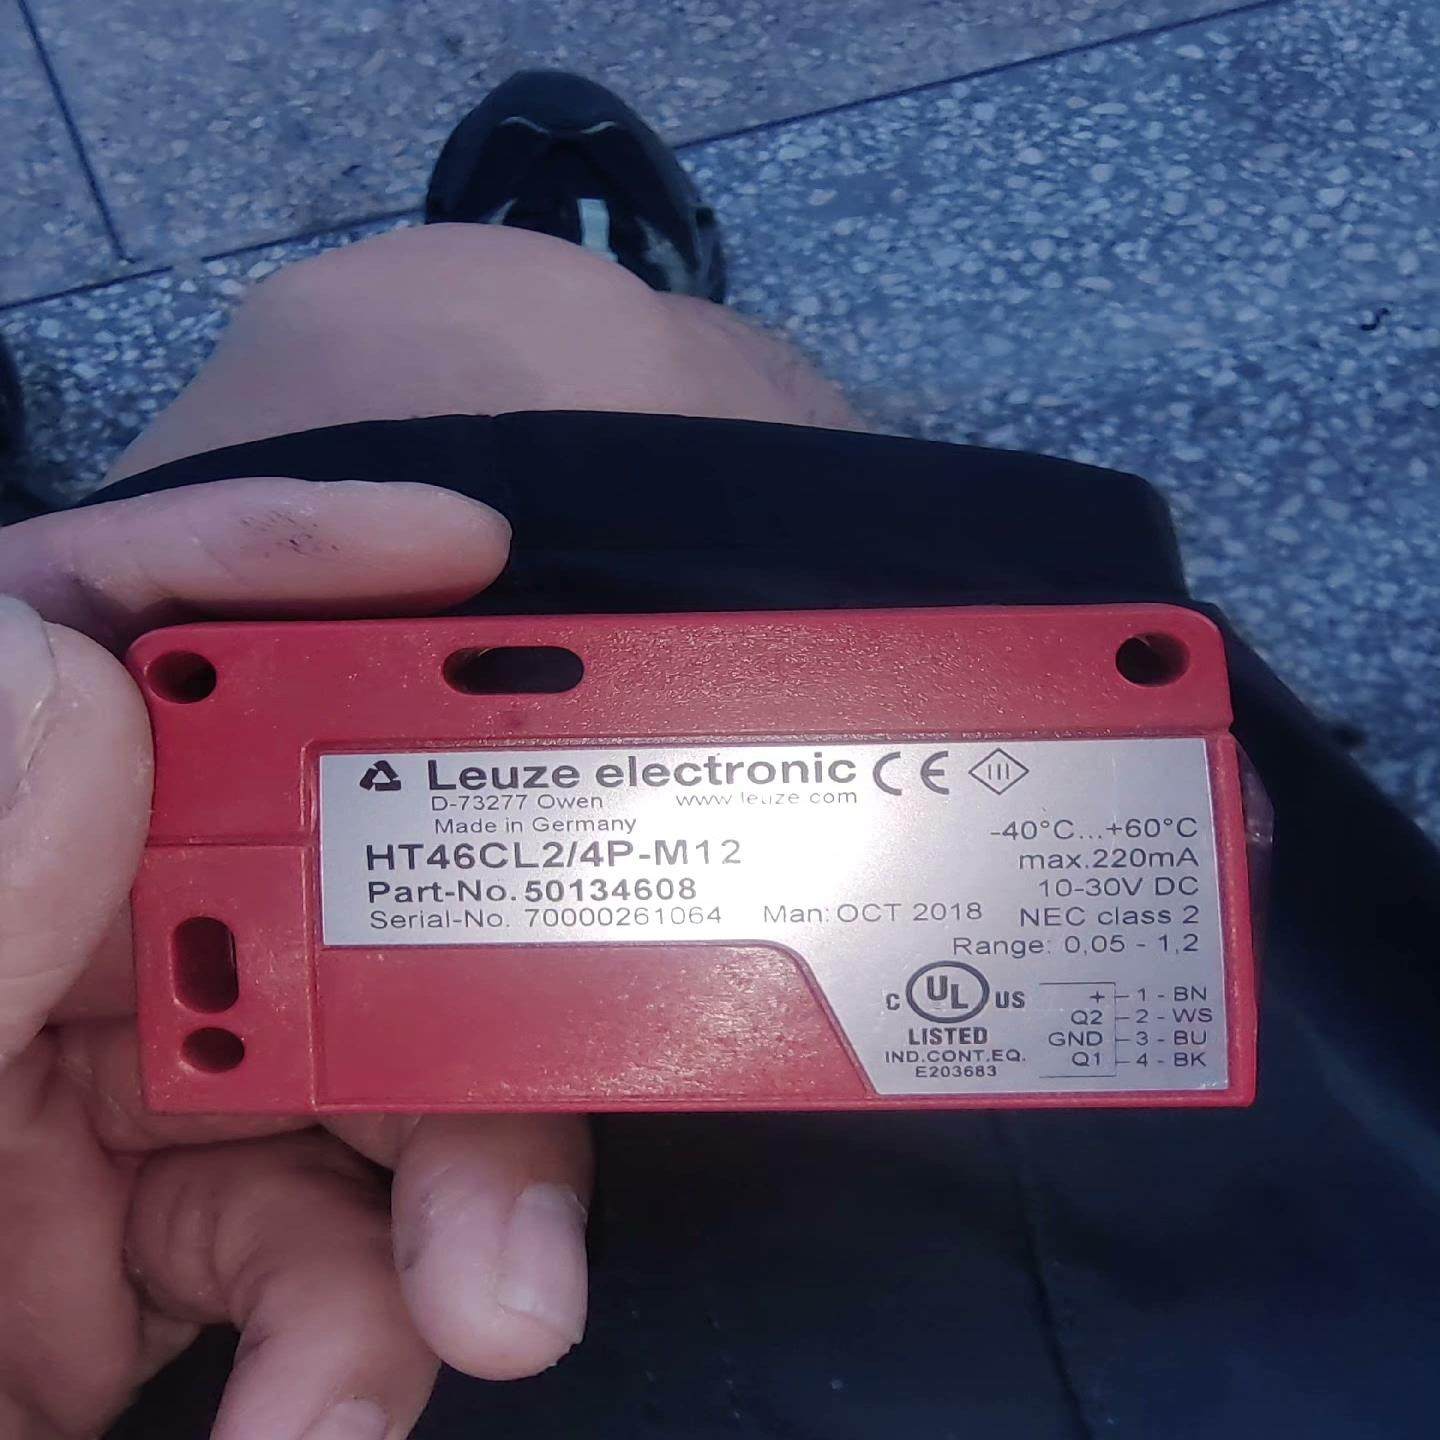 Leuze electronic CE III
D-73277 Owen www.leuze.com
Made in Germany
HT46CL2/4P-M12
Part-No. 50134608
Serial-No. 70000261064 Man: OCT 2018
-40°C...+60°C
max.220mA
10-30V DC
NEC class 2
Range: 0,05 - 1,2
C UL US
LISTED
IND.CONT.EQ.
E203683
+ 1 - BN
Q2 2 - WS
GND 3 - BU
Q1 4 - BK